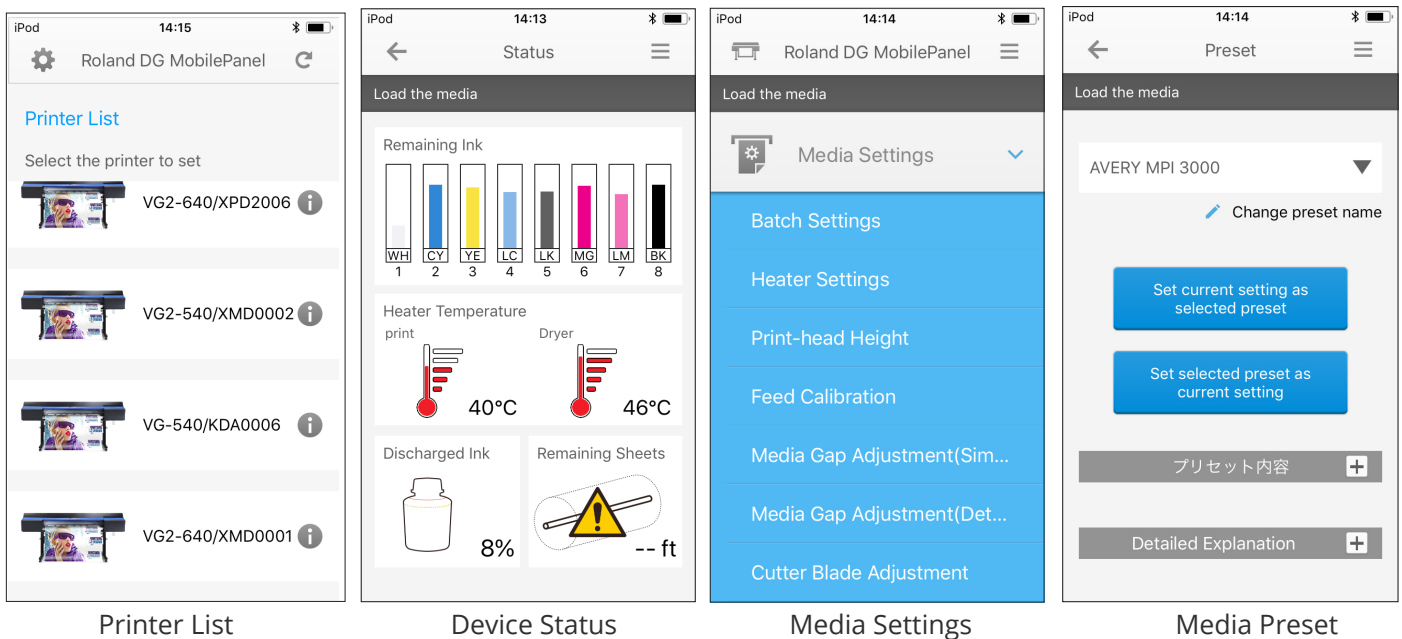 iPod 14:15
Roland DG MobilePanel
Printer List
Select the printer to set
VG2-640/XPD2006
VG2-540/XMD0002
VG-540/KDA0006
VG2-640/XMD0001
Printer List
iPod 14:13
Status
Load the media
Remaining Ink
WH CY YE LC LK MG LM BK
1 2 3 4 5 6 7 8
Heater Temperature
print Dryer
40°C 46°C
Discharged Ink Remaining Sheets
8% -- ft
Device Status
iPod 14:14
Roland DG MobilePanel
Load the media
Media Settings
Batch Settings
Heater Settings
Print-head Height
Feed Calibration
Media Gap Adjustment(Sim...
Media Gap Adjustment(Det...
Cutter Blade Adjustment
Media Settings
iPod 14:14
Preset
Load the media
AVERY MPI 3000
Change preset name
Set current setting as
selected preset
Set selected preset as
current setting
プリセット内容
Detailed Explanation
Media Preset